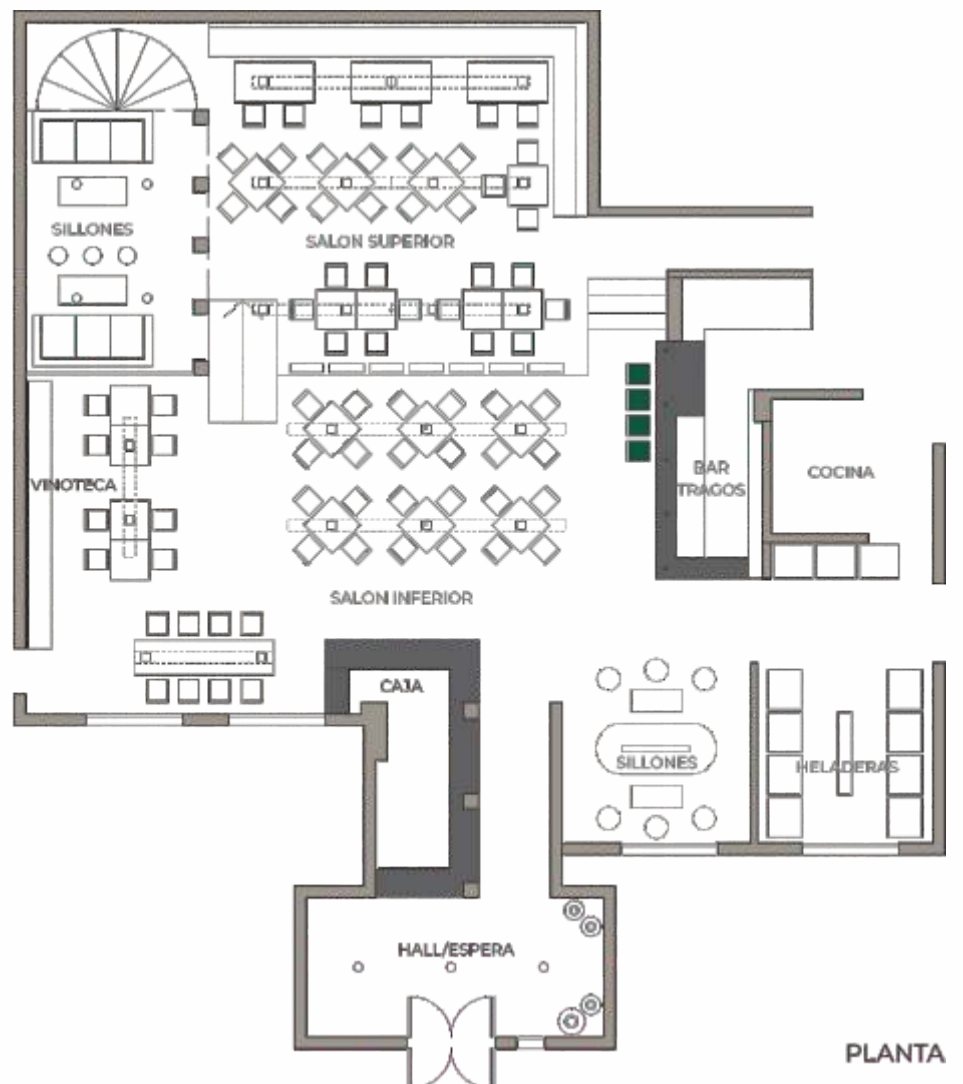 SILLONES
SALON SUPERIOR
VINOTECA
BAR
TRAGOS
COCINA
SALON INFERIOR
CAJA
SILLONES
HELADERAS
HALL/ESPERA
PLANTA